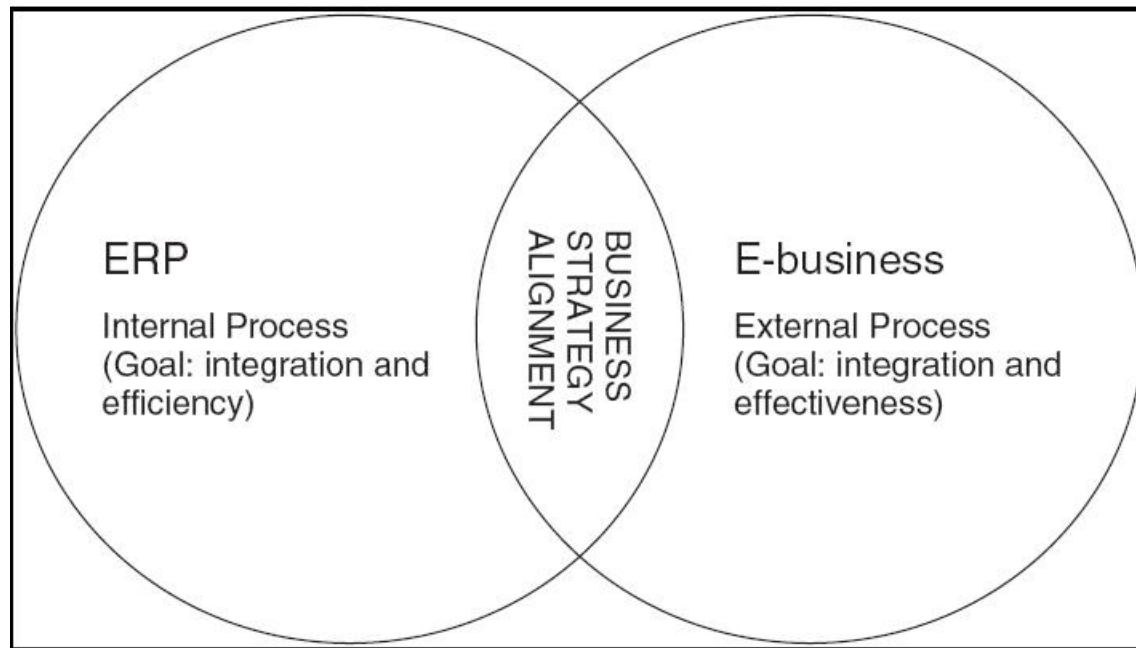 ERP
Internal Process
(Goal: integration and
efficiency)
BUSINESS
STRATEGY
ALIGNMENT
E-business
External Process
(Goal: integration and
effectiveness)